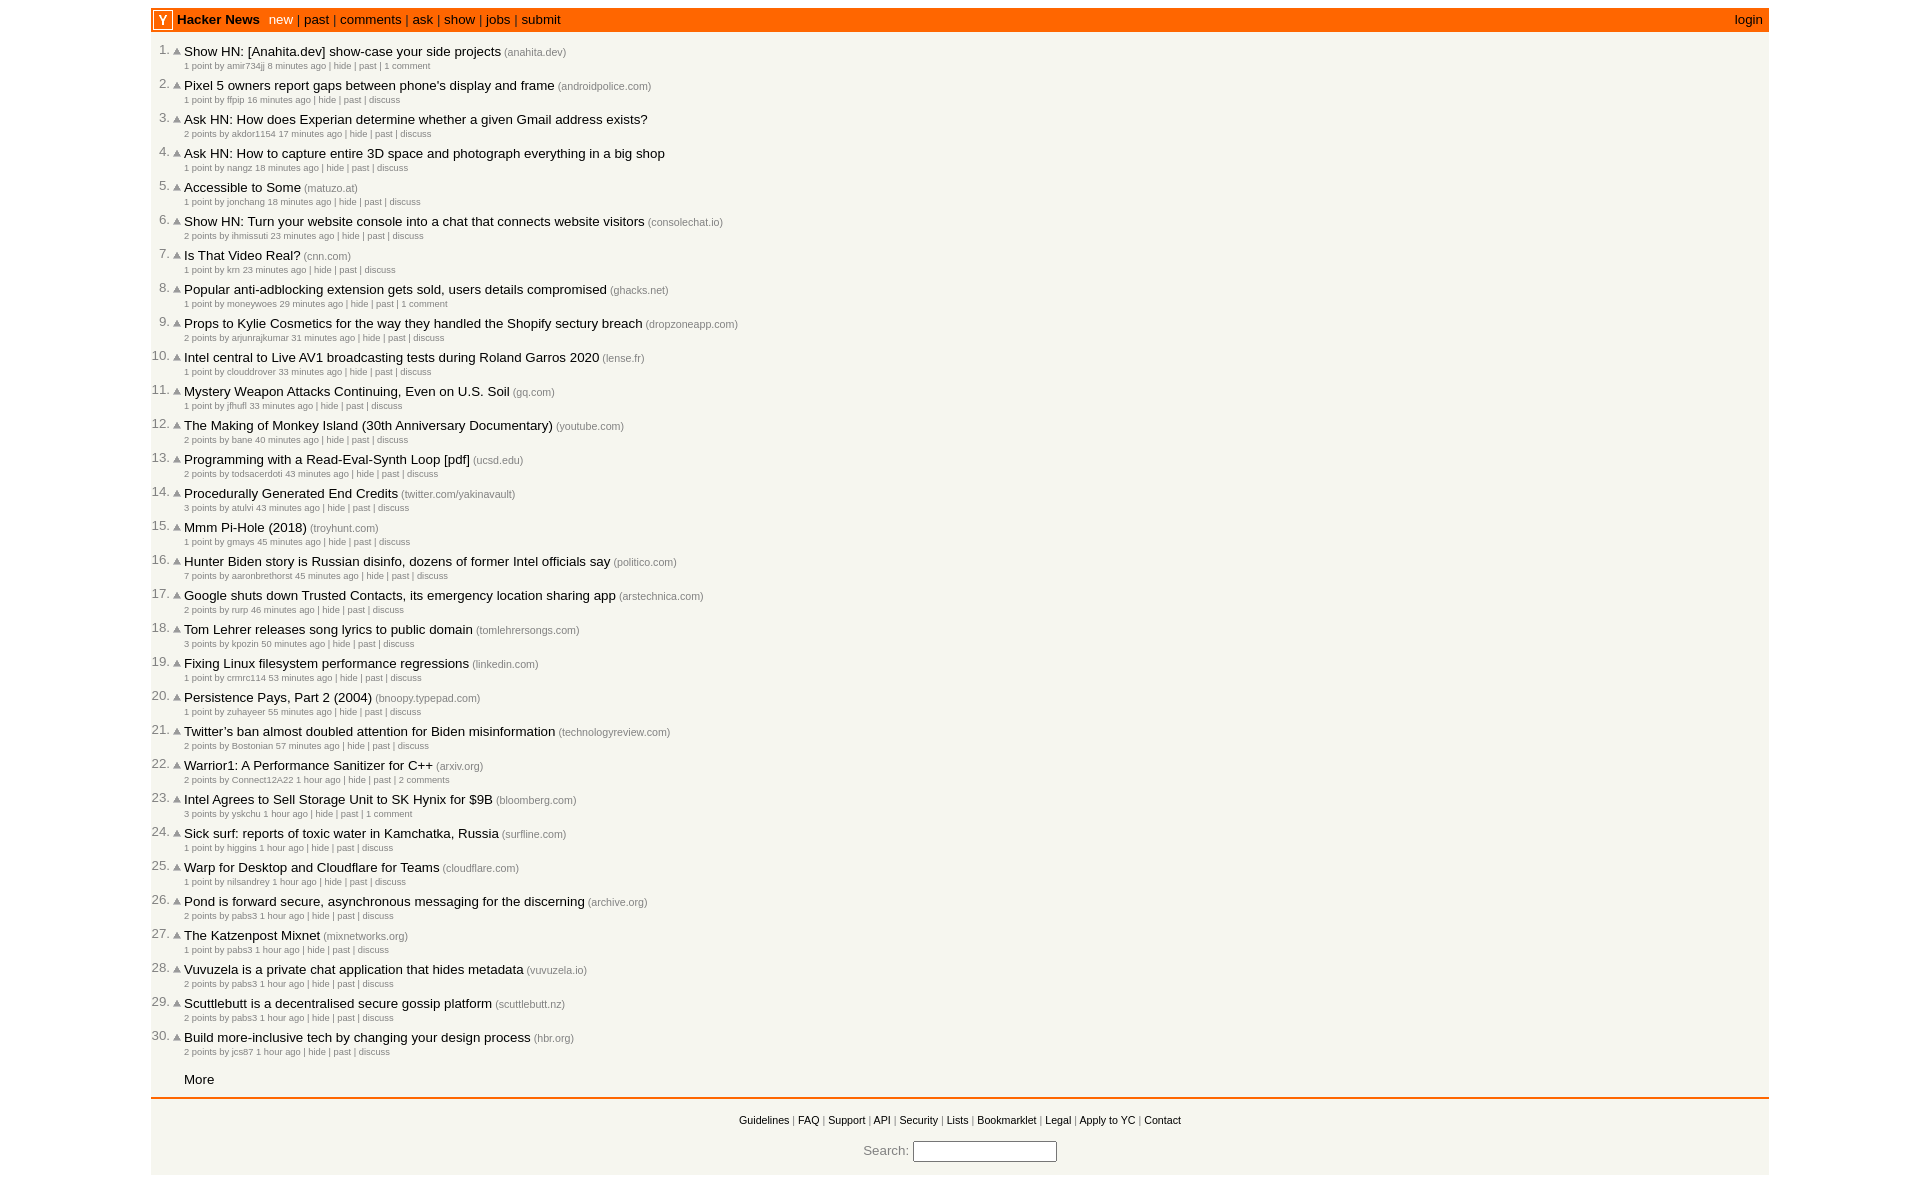 Y Hacker News new | past | comments | ask | show | jobs | submit login
1. Show HN: [Anahita.dev] show-case your side projects (anahita.dev)
1 point by amir734jj 8 minutes ago | hide | past | 1 comment
2. Pixel 5 owners report gaps between phone's display and frame (androidpolice.com)
1 point by ffpip 16 minutes ago | hide | past | discuss
3. Ask HN: How does Experian determine whether a given Gmail address exists?
2 points by akdor1154 17 minutes ago | hide | past | discuss
4. Ask HN: How to capture entire 3D space and photograph everything in a big shop
1 point by nangz 18 minutes ago | hide | past | discuss
5. Accessible to Some (matuzo.at)
1 point by jonchang 18 minutes ago | hide | past | discuss
6. Show HN: Turn your website console into a chat that connects website visitors (consolechat.io)
2 points by ihmissuti 23 minutes ago | hide | past | discuss
7. Is That Video Real? (cnn.com)
1 point by krn 23 minutes ago | hide | past | discuss
8. Popular anti-adblocking extension gets sold, users details compromised (ghacks.net)
1 point by moneywoes 29 minutes ago | hide | past | 1 comment
9. Props to Kylie Cosmetics for the way they handled the Shopify sectury breach (dropzoneapp.com)
2 points by arjunrajkumar 31 minutes ago | hide | past | discuss
10. Intel central to Live AV1 broadcasting tests during Roland Garros 2020 (lense.fr)
1 point by clouddrover 33 minutes ago | hide | past | discuss
11. Mystery Weapon Attacks Continuing, Even on U.S. Soil (gq.com)
1 point by jfhufl 33 minutes ago | hide | past | discuss
12. The Making of Monkey Island (30th Anniversary Documentary) (youtube.com)
2 points by bane 40 minutes ago | hide | past | discuss
13. Programming with a Read-Eval-Synth Loop [pdf] (ucsd.edu)
2 points by todsacerdoti 43 minutes ago | hide | past | discuss
14. Procedurally Generated End Credits (twitter.com/yakinavault)
3 points by atulvi 43 minutes ago | hide | past | discuss
15. Mmm Pi-Hole (2018) (troyhunt.com)
1 point by gmays 45 minutes ago | hide | past | discuss
16. Hunter Biden story is Russian disinfo, dozens of former Intel officials say (politico.com)
7 points by aaronbrethorst 45 minutes ago | hide | past | discuss
17. Google shuts down Trusted Contacts, its emergency location sharing app (arstechnica.com)
2 points by rurp 46 minutes ago | hide | past | discuss
18. Tom Lehrer releases song lyrics to public domain (tomlehrersongs.com)
3 points by kpozin 50 minutes ago | hide | past | discuss
19. Fixing Linux filesystem performance regressions (linkedin.com)
1 point by crmrc114 53 minutes ago | hide | past | discuss
20. Persistence Pays, Part 2 (2004) (bnoopy.typepad.com)
1 point by zuhayeer 55 minutes ago | hide | past | discuss
21. Twitter’s ban almost doubled attention for Biden misinformation (technologyreview.com)
2 points by Bostonian 57 minutes ago | hide | past | discuss
22. Warrior1: A Performance Sanitizer for C++ (arxiv.org)
2 points by Connect12A22 1 hour ago | hide | past | 2 comments
23. Intel Agrees to Sell Storage Unit to SK Hynix for $9B (bloomberg.com)
3 points by yskchu 1 hour ago | hide | past | 1 comment
24. Sick surf: reports of toxic water in Kamchatka, Russia (surfline.com)
1 point by higgins 1 hour ago | hide | past | discuss
25. Warp for Desktop and Cloudflare for Teams (cloudflare.com)
1 point by nilsandrey 1 hour ago | hide | past | discuss
26. Pond is forward secure, asynchronous messaging for the discerning (archive.org)
2 points by pabs3 1 hour ago | hide | past | discuss
27. The Katzenpost Mixnet (mixnetworks.org)
1 point by pabs3 1 hour ago | hide | past | discuss
28. Vuvuzela is a private chat application that hides metadata (vuvuzela.io)
2 points by pabs3 1 hour ago | hide | past | discuss
29. Scuttlebutt is a decentralised secure gossip platform (scuttlebutt.nz)
2 points by pabs3 1 hour ago | hide | past | discuss
30. Build more-inclusive tech by changing your design process (hbr.org)
2 points by jcs87 1 hour ago | hide | past | discuss
More
Guidelines | FAQ | Support | API | Security | Lists | Bookmarklet | Legal | Apply to YC | Contact
Search: